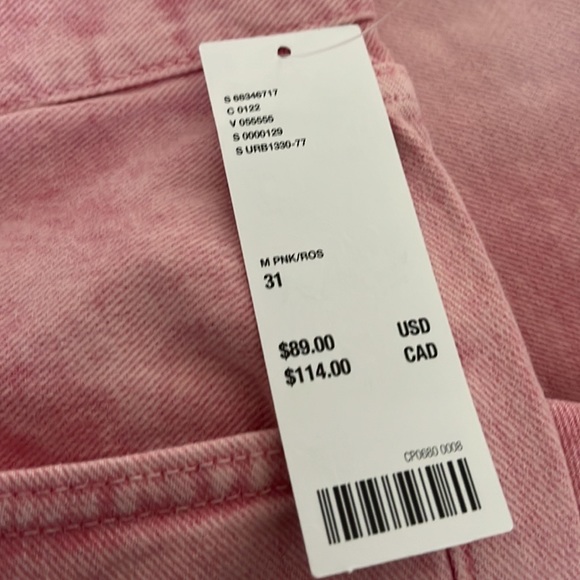 S 66346717
C 0122
V 055555
S 0000129
S URB1330-77
M PNK/ROS
31
$89.00 USD
$114.00 CAD
CP0680 0008